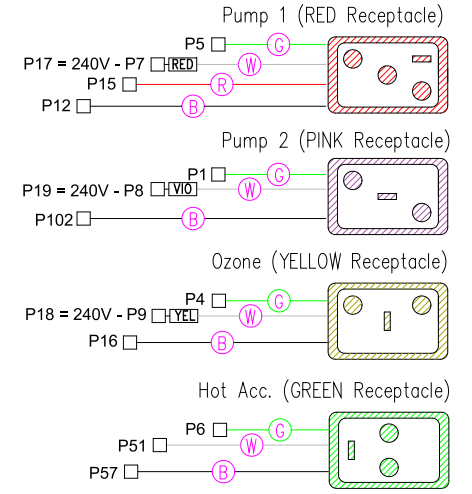 Pump 1 (RED Receptacle)
P5 G
P17 = 240V - P7 RED W
P15 R
P12 B
Pump 2 (PINK Receptacle)
P1 G
P19 = 240V - P8 VIO W
P102 B
Ozone (YELLOW Receptacle)
P4 G
P18 = 240V - P9 YEL W
P16 B
Hot Acc. (GREEN Receptacle)
P6 G
P51 W
P57 B